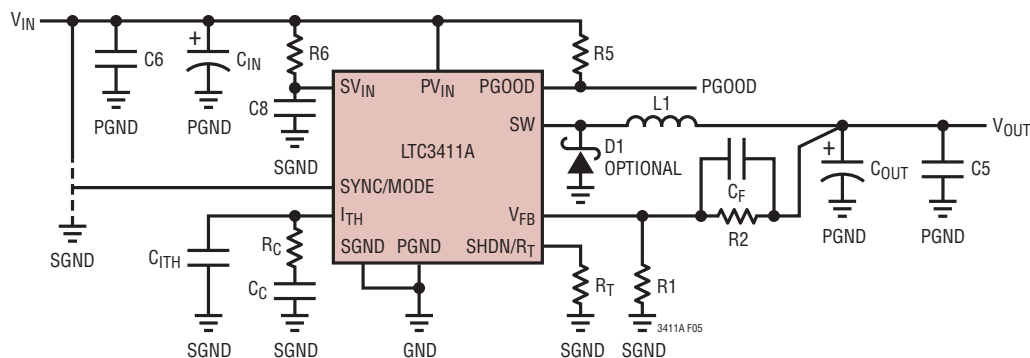 VIN
C6
PGND
+
CIN
PGND
R6
C8
SGND
SVIN
PVIN
PGOOD
R5
PGOOD
SW
L1
VOUT
LTC3411A
D1
OPTIONAL
+
COUT
PGND
C5
PGND
SYNC/MODE
CF
R2
ITH
VFB
SGND
PGND
SHDN/RT
SGND
CITH
SGND
RC
CC
SGND
GND
RT
SGND
R1
SGND
3411A F05